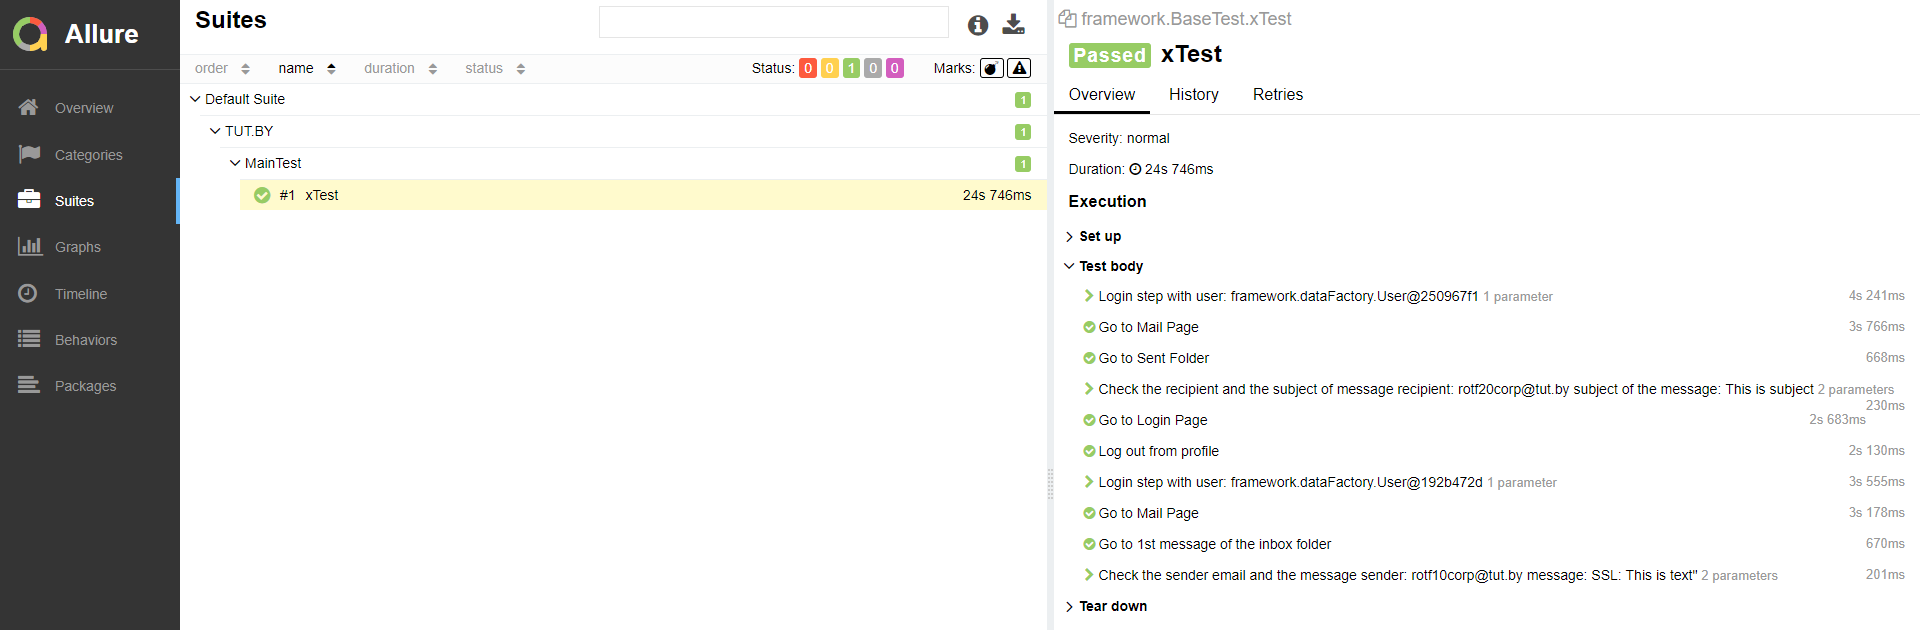 Allure
Overview
Categories
Suites
Graphs
Timeline
Behaviors
Packages
Suites
order name duration status Status: 0 0 1 0 0 Marks:
Default Suite 1
TUT.BY 1
MainTest 1
#1 xTest 24s 746ms
framework.BaseTest.xTest
Passed xTest
Overview History Retries
Severity: normal
Duration: 24s 746ms
Execution
Set up
Test body
Login step with user: framework.dataFactory.User@250967f1 1 parameter 4s 241ms
Go to Mail Page 3s 766ms
Go to Sent Folder 668ms
Check the recipient and the subject of message recipient: rotf20corp@tut.by subject of the message: This is subject 2 parameters
230ms
Go to Login Page 2s 683ms
Log out from profile 2s 130ms
Login step with user: framework.dataFactory.User@192b472d 1 parameter 3s 555ms
Go to Mail Page 3s 178ms
Go to 1st message of the inbox folder 670ms
Check the sender email and the message sender: rotf10corp@tut.by message: SSL: This is text" 2 parameters 201ms
Tear down